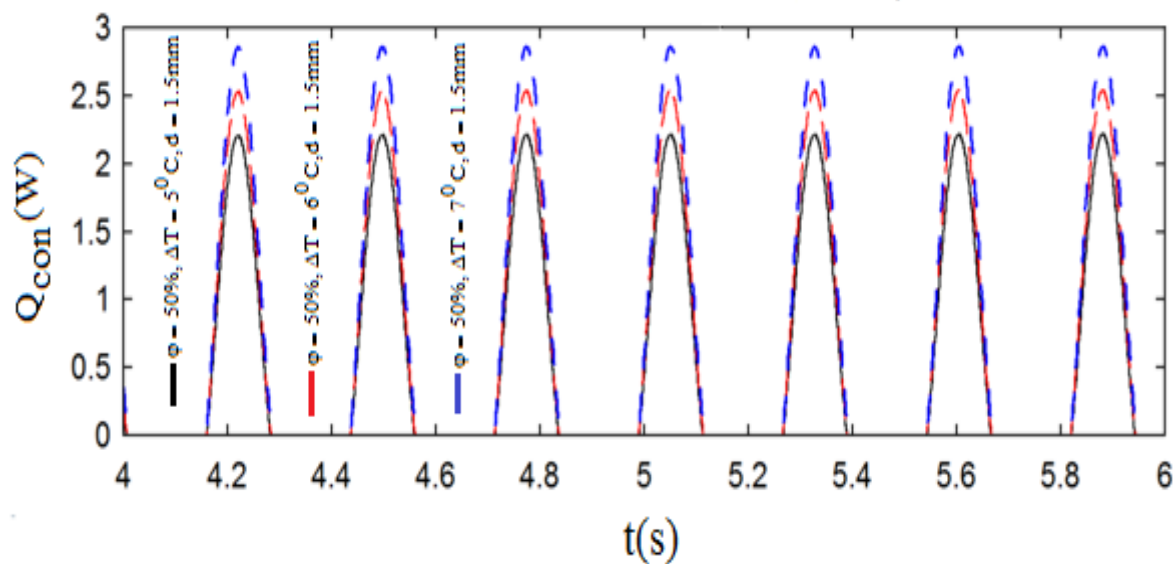 3
2.5
2
1.5
1
0.5
0
Q_con(W)
φ = 50%, ΔT = 5⁰C,d = 1.5mm
φ = 50%, ΔT = 6⁰C,d = 1.5mm
φ = 50%, ΔT = 7⁰C,d = 1.5mm
4 4.2 4.4 4.6 4.8 5 5.2 5.4 5.6 5.8 6
t(s)